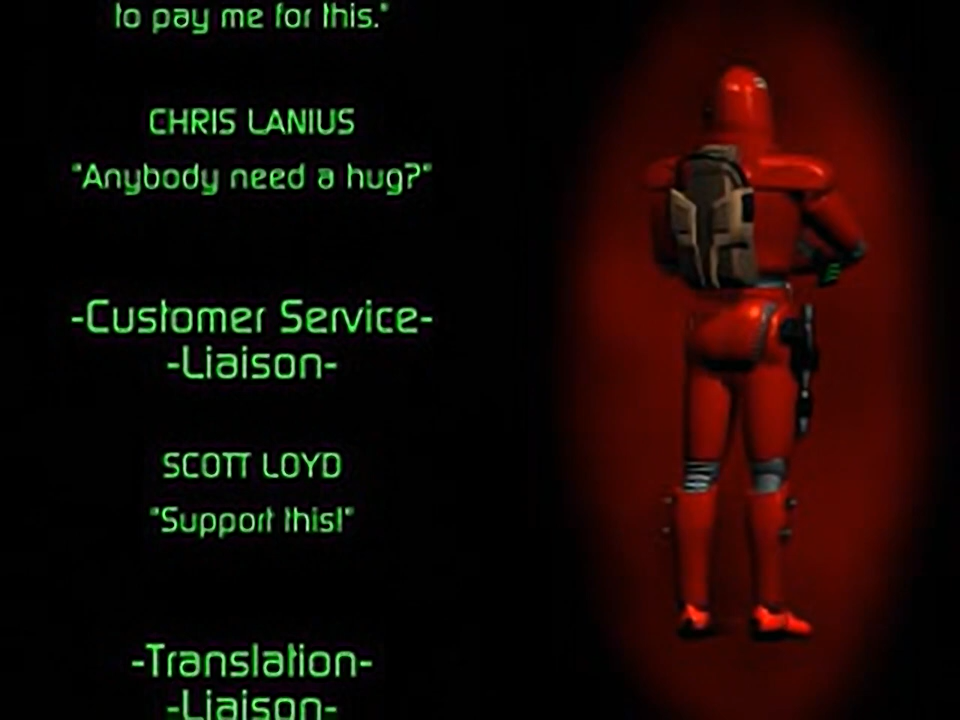 to pay me for this."
CHRIS LANIUS
"Anybody need a hug?"
-Customer Service-
-Liaison-
SCOTT LOYD
"Support this!"
-Translation-
-Liaison-